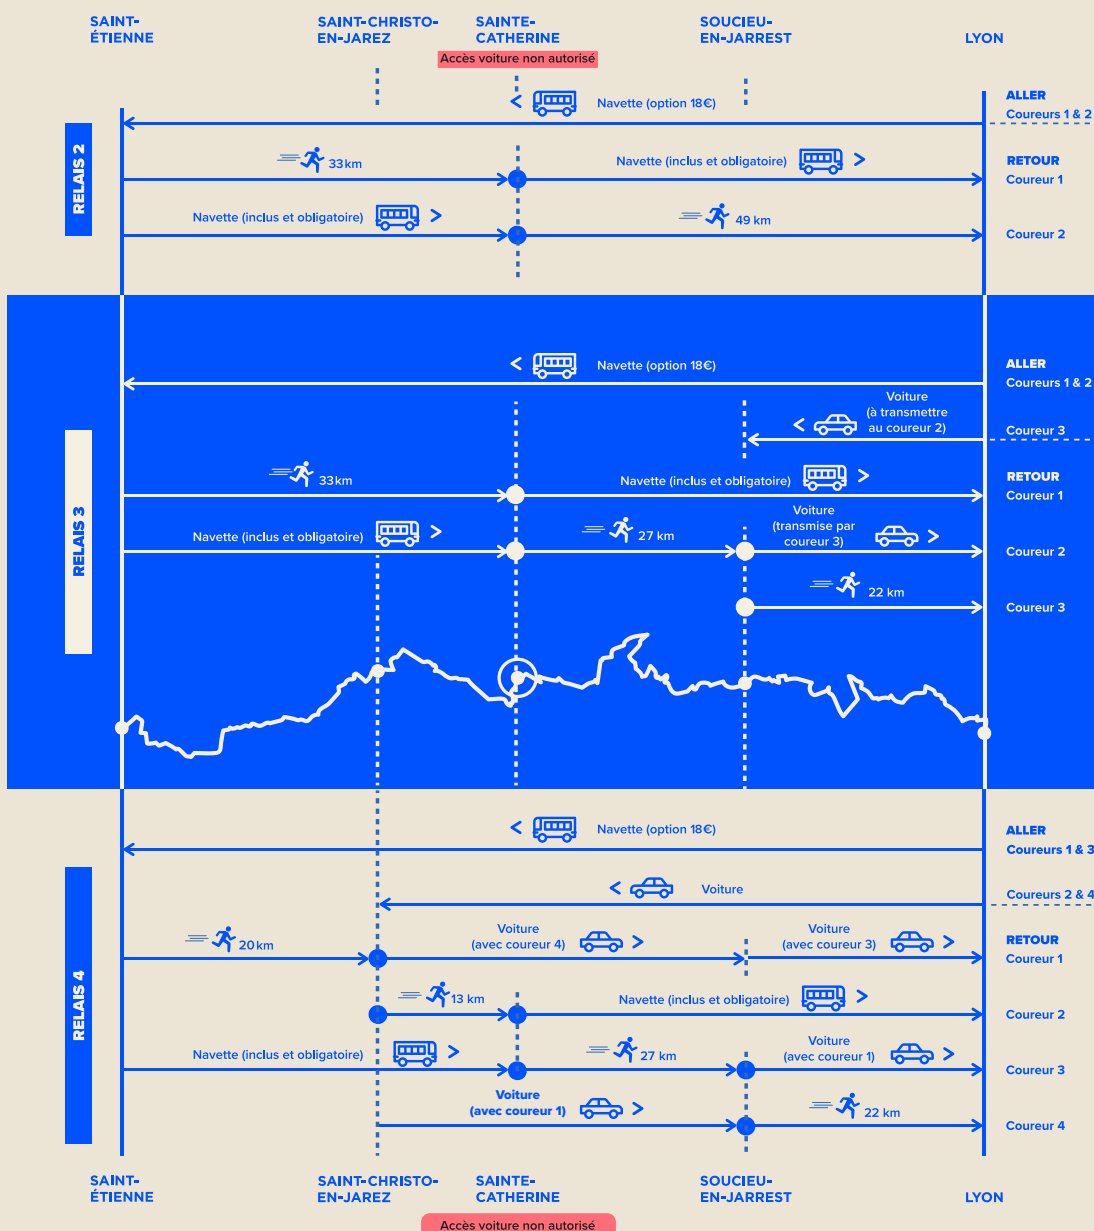 SAINT-
ÉTIENNE
SAINT-CHRISTO-
EN-JAREZ
SAINTE-
CATHERINE
Accès voiture non autorisé
SOUCIEU-
EN-JARREST
LYON
RELAIS 2
Navette (option 18€)
ALLER
Coureurs 1 & 2
33 km
Navette (inclus et obligatoire)
RETOUR
Coureur 1
Navette (inclus et obligatoire)
49 km
Coureur 2
RELAIS 3
Navette (option 18€)
ALLER
Coureurs 1 & 2
Voiture
(à transmettre
au coureur 2)
Coureur 3
33 km
Navette (inclus et obligatoire)
RETOUR
Coureur 1
Navette (inclus et obligatoire)
27 km
Voiture
(transmise par
coureur 3)
Coureur 2
22 km
Coureur 3
RELAIS 4
Navette (option 18€)
ALLER
Coureurs 1 & 3
Voiture
Coureurs 2 & 4
20 km
Voiture
(avec coureur 4)
Voiture
(avec coureur 3)
RETOUR
Coureur 1
13 km
Navette (inclus et obligatoire)
Coureur 2
Navette (inclus et obligatoire)
27 km
Voiture
(avec coureur 1)
Coureur 3
Voiture
(avec coureur 1)
22 km
Coureur 4
SAINT-
ÉTIENNE
SAINT-CHRISTO-
EN-JAREZ
SAINTE-
CATHERINE
Accès voiture non autorisé
SOUCIEU-
EN-JARREST
LYON